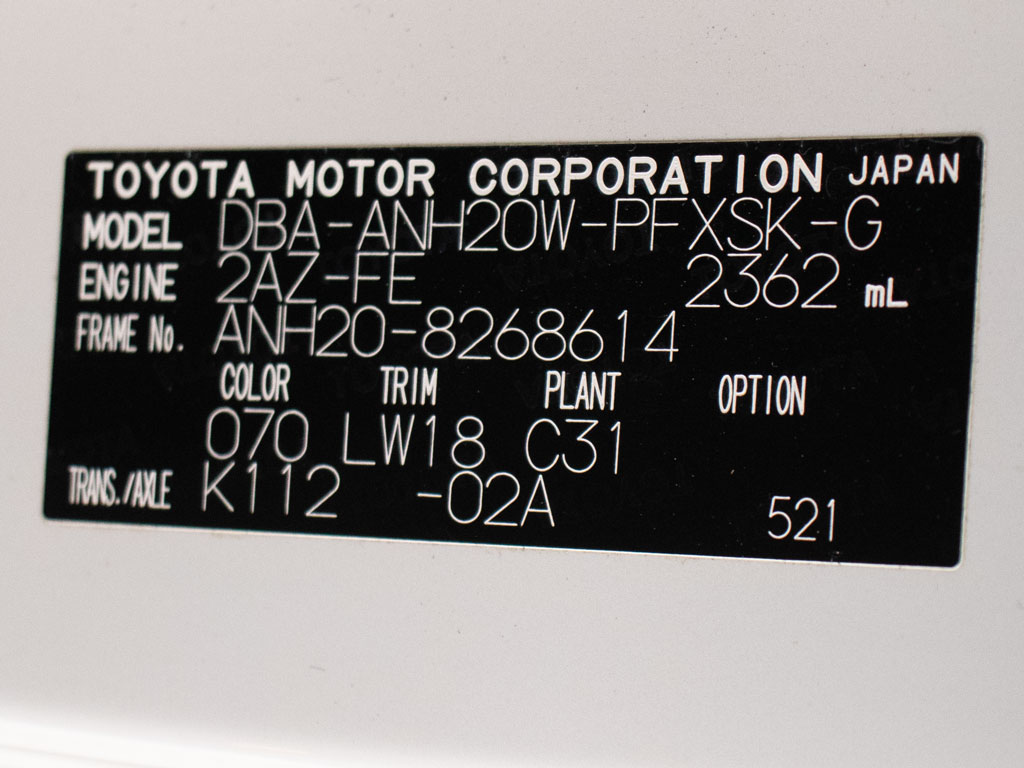 TOYOTA MOTOR CORPORATION JAPAN
MODEL DBA-ANH20W-PFXSK-G
ENGINE 2AZ-FE 2362 mL
FRAME No. ANH20-8268614
COLOR TRIM PLANT OPTION
070 LW18 C31
TRANS./AXLE K112 -02A 521